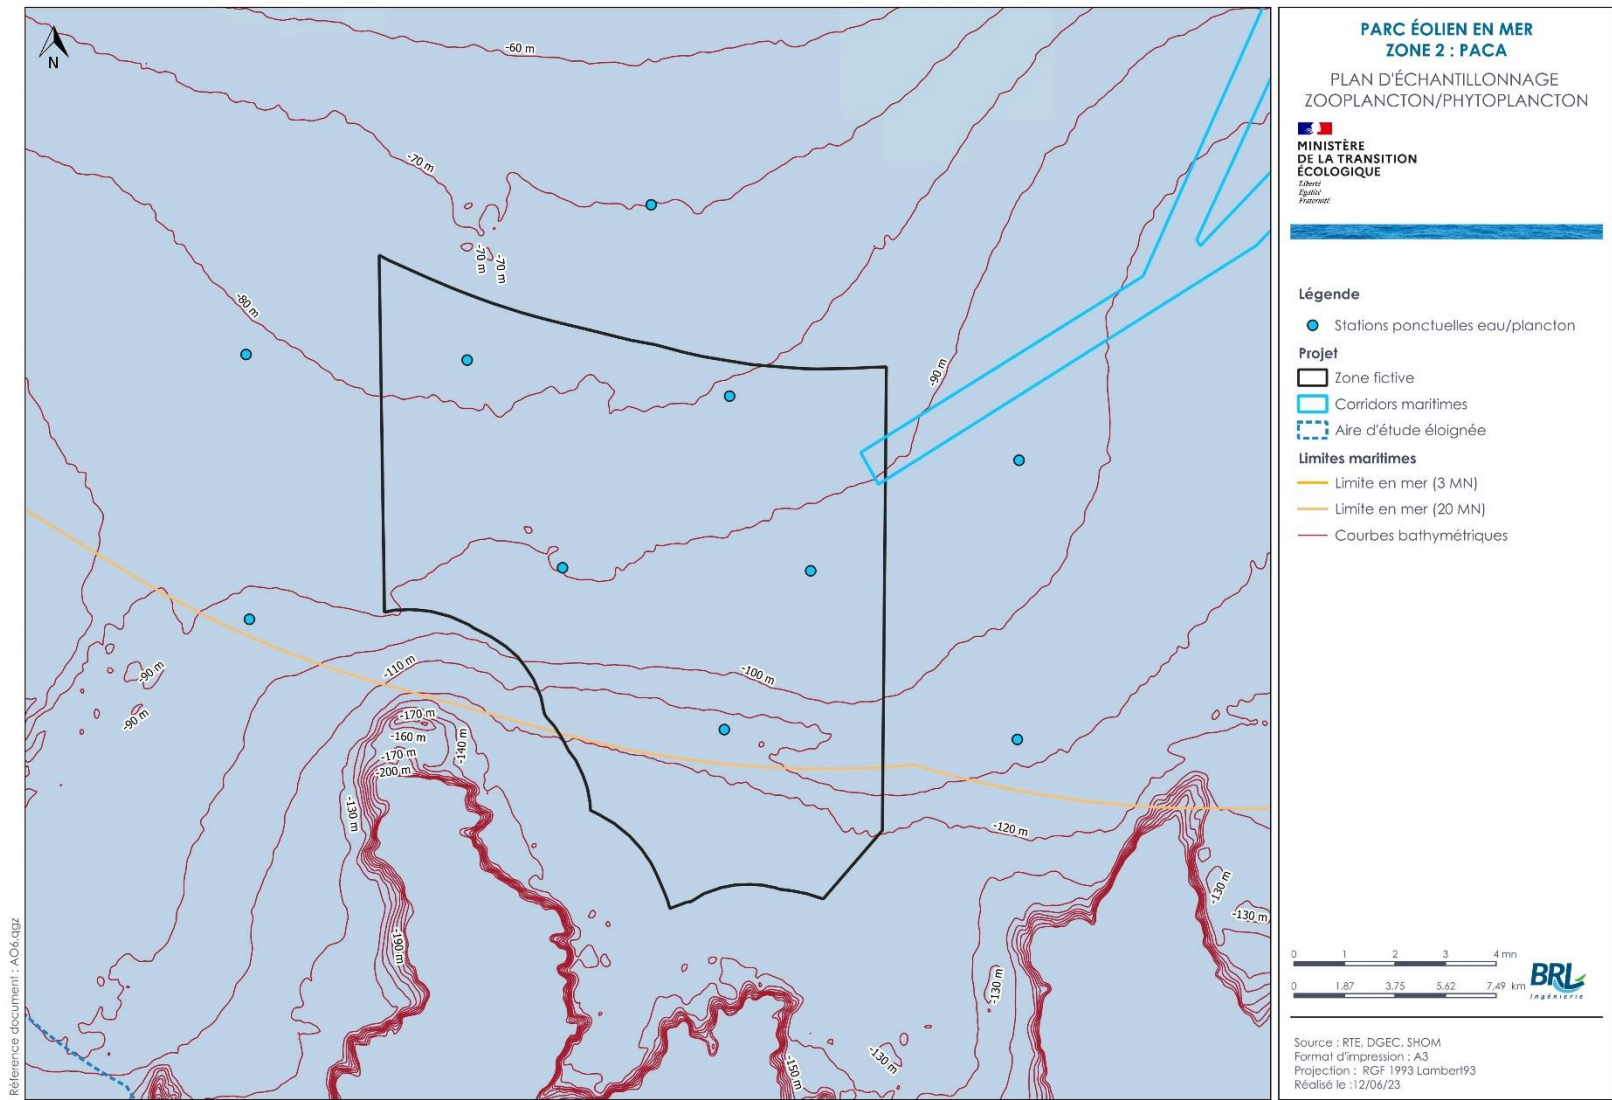 N
-60 m
-70 m
-70 m
-70 m
-80 m
-90 m
-100 m
-110 m
-90 m
-90 m
-170 m
-160 m
-170 m
-200 m
-140 m
-130 m
-190 m
-120 m
-130 m
-130 m
-130 m
-130 m
-150 m
Réference document : AO6.qgz
PARC ÉOLIEN EN MER
ZONE 2 : PACA
PLAN D'ÉCHANTILLONNAGE
ZOOPLANCTON/PHYTOPLANCTON
MINISTÈRE
DE LA TRANSITION
ÉCOLOGIQUE
Liberté
Égalité
Fraternité
Légende
Stations ponctuelles eau/plancton
Projet
Zone fictive
Corridors maritimes
Aire d'étude éloignée
Limites maritimes
Limite en mer (3 MN)
Limite en mer (20 MN)
Courbes bathymétriques
0 1 2 3 4 mn
0 1.87 3.75 5.62 7.49 km
BRL
Ingénierie
Source : RTE, DGEC, SHOM
Format d'impression : A3
Projection : RGF 1993 Lambert93
Réalisé le :12/06/23